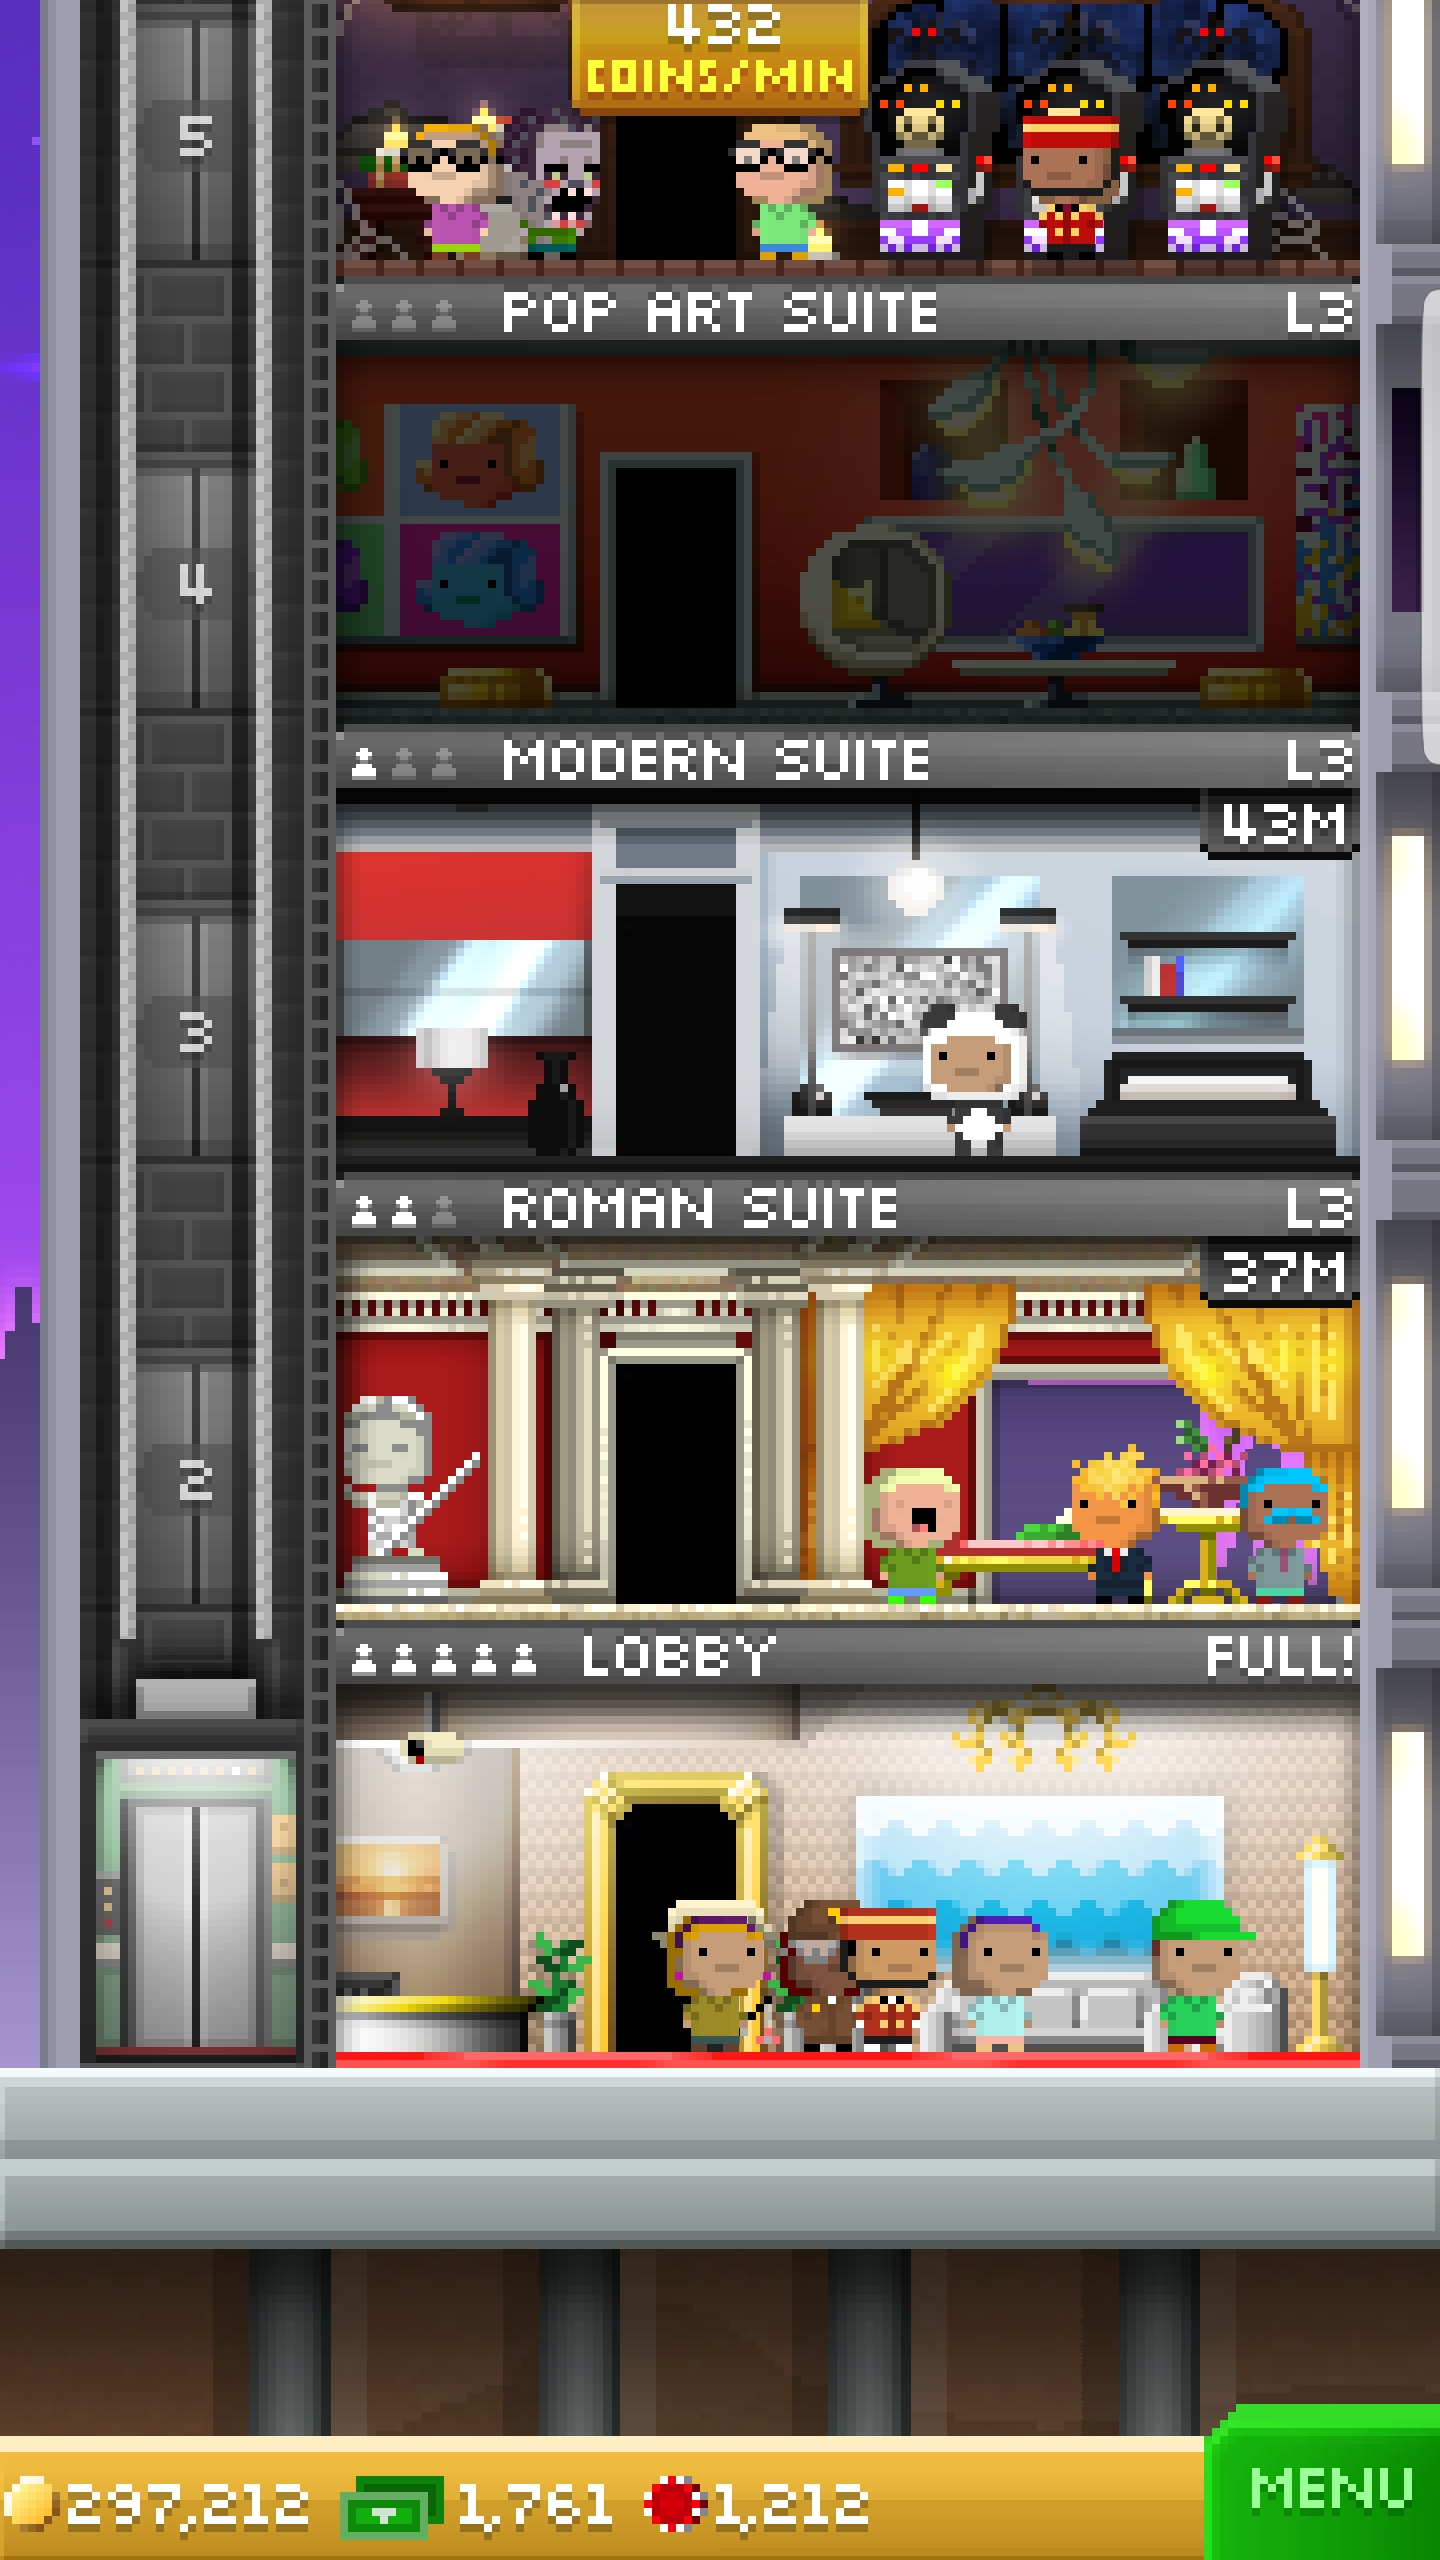 432
COINS/MIN
5
POP ART SUITE L3
4
MODERN SUITE L3
43M
3
ROMAN SUITE L3
37M
2
LOBBY FULL!
297,212 1,761 1,212
MENU